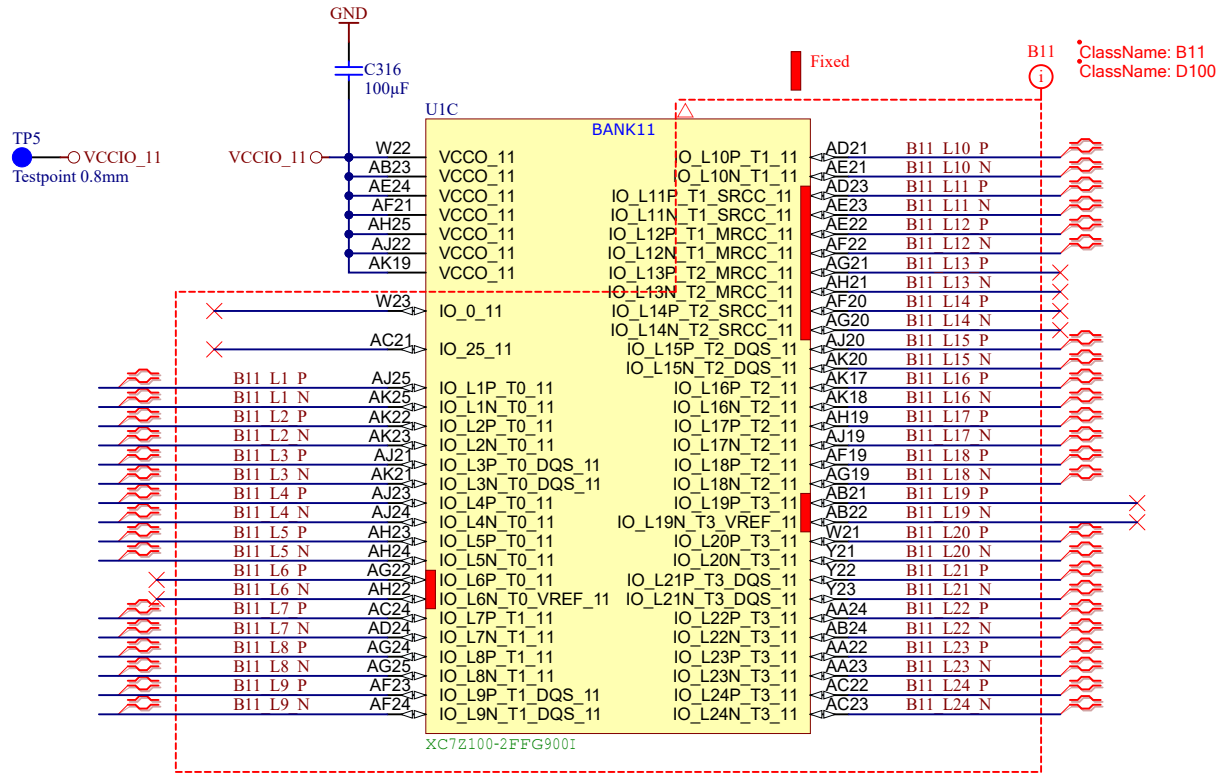 GND
C316
100µF
Fixed
B11
ClassName: B11
ClassName: D100
U1C
BANK11
TP5
VCCIO_11
Testpoint 0.8mm
VCCIO_11
W22 VCCO_11
AB23 VCCO_11
AE24 VCCO_11
AF21 VCCO_11
AH25 VCCO_11
AJ22 VCCO_11
AK19 VCCO_11
W23 IO_0_11
AC21 IO_25_11
B11_L1_P AJ25 IO_L1P_T0_11
B11_L1_N AK25 IO_L1N_T0_11
B11_L2_P AK22 IO_L2P_T0_11
B11_L2_N AK23 IO_L2N_T0_11
B11_L3_P AJ21 IO_L3P_T0_DQS_11
B11_L3_N AK21 IO_L3N_T0_DQS_11
B11_L4_P AJ23 IO_L4P_T0_11
B11_L4_N AJ24 IO_L4N_T0_11
B11_L5_P AH23 IO_L5P_T0_11
B11_L5_N AH24 IO_L5N_T0_11
B11_L6_P AG22 IO_L6P_T0_11
B11_L6_N AH22 IO_L6N_T0_VREF_11
B11_L7_P AC24 IO_L7P_T1_11
B11_L7_N AD24 IO_L7N_T1_11
B11_L8_P AG24 IO_L8P_T1_11
B11_L8_N AG25 IO_L8N_T1_11
B11_L9_P AF23 IO_L9P_T1_DQS_11
B11_L9_N AF24 IO_L9N_T1_DQS_11
IO_L10P_T1_11 AD21 B11_L10_P
IO_L10N_T1_11 AE21 B11_L10_N
IO_L11P_T1_SRCC_11 AD23 B11_L11_P
IO_L11N_T1_SRCC_11 AE23 B11_L11_N
IO_L12P_T1_MRCC_11 AE22 B11_L12_P
IO_L12N_T1_MRCC_11 AF22 B11_L12_N
IO_L13P_T2_MRCC_11 AG21 B11_L13_P
IO_L13N_T2_MRCC_11 AH21 B11_L13_N
IO_L14P_T2_SRCC_11 AF20 B11_L14_P
IO_L14N_T2_SRCC_11 AG20 B11_L14_N
IO_L15P_T2_DQS_11 AJ20 B11_L15_P
IO_L15N_T2_DQS_11 AK20 B11_L15_N
IO_L16P_T2_11 AK17 B11_L16_P
IO_L16N_T2_11 AK18 B11_L16_N
IO_L17P_T2_11 AH19 B11_L17_P
IO_L17N_T2_11 AJ19 B11_L17_N
IO_L18P_T2_11 AF19 B11_L18_P
IO_L18N_T2_11 AG19 B11_L18_N
IO_L19P_T3_11 AB21 B11_L19_P
IO_L19N_T3_VREF_11 AB22 B11_L19_N
IO_L20P_T3_11 W21 B11_L20_P
IO_L20N_T3_11 Y21 B11_L20_N
IO_L21P_T3_DQS_11 Y22 B11_L21_P
IO_L21N_T3_DQS_11 Y23 B11_L21_N
IO_L22P_T3_11 AA24 B11_L22_P
IO_L22N_T3_11 AB24 B11_L22_N
IO_L23P_T3_11 AA22 B11_L23_P
IO_L23N_T3_11 AA23 B11_L23_N
IO_L24P_T3_11 AC22 B11_L24_P
IO_L24N_T3_11 AC23 B11_L24_N
XC7Z100-2FFG900I